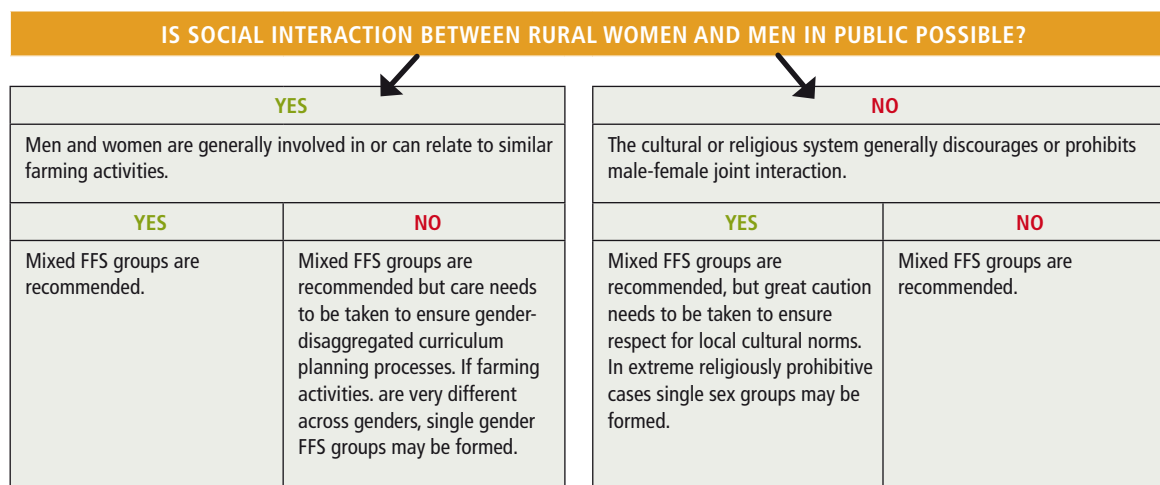 IS SOCIAL INTERACTION BETWEEN RURAL WOMEN AND MEN IN PUBLIC POSSIBLE?
YES
Men and women are generally involved in or can relate to similar
farming activities.
YES
Mixed FFS groups are
recommended.
NO
Mixed FFS groups are
recommended but care needs
to be taken to ensure gender-
disaggregated curriculum
planning processes. If farming
activities. are very different
across genders, single gender
FFS groups may be formed.
NO
The cultural or religious system generally discourages or prohibits
male-female joint interaction.
YES
Mixed FFS groups are
recommended, but great caution
needs to be taken to ensure
respect for local cultural norms.
In extreme religiously prohibitive
cases single sex groups may be
formed.
NO
Mixed FFS groups are
recommended.